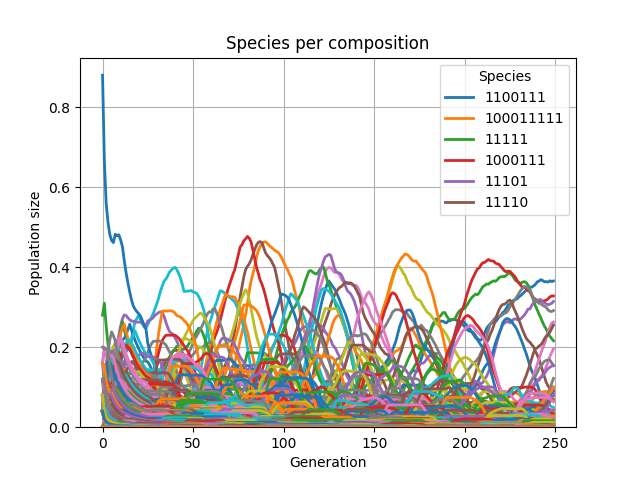 Species per composition
Population size
0.8
0.6
0.4
0.2
0.0
Species
1100111
100011111
11111
1000111
11101
11110
0 50 100 150 200 250
Generation